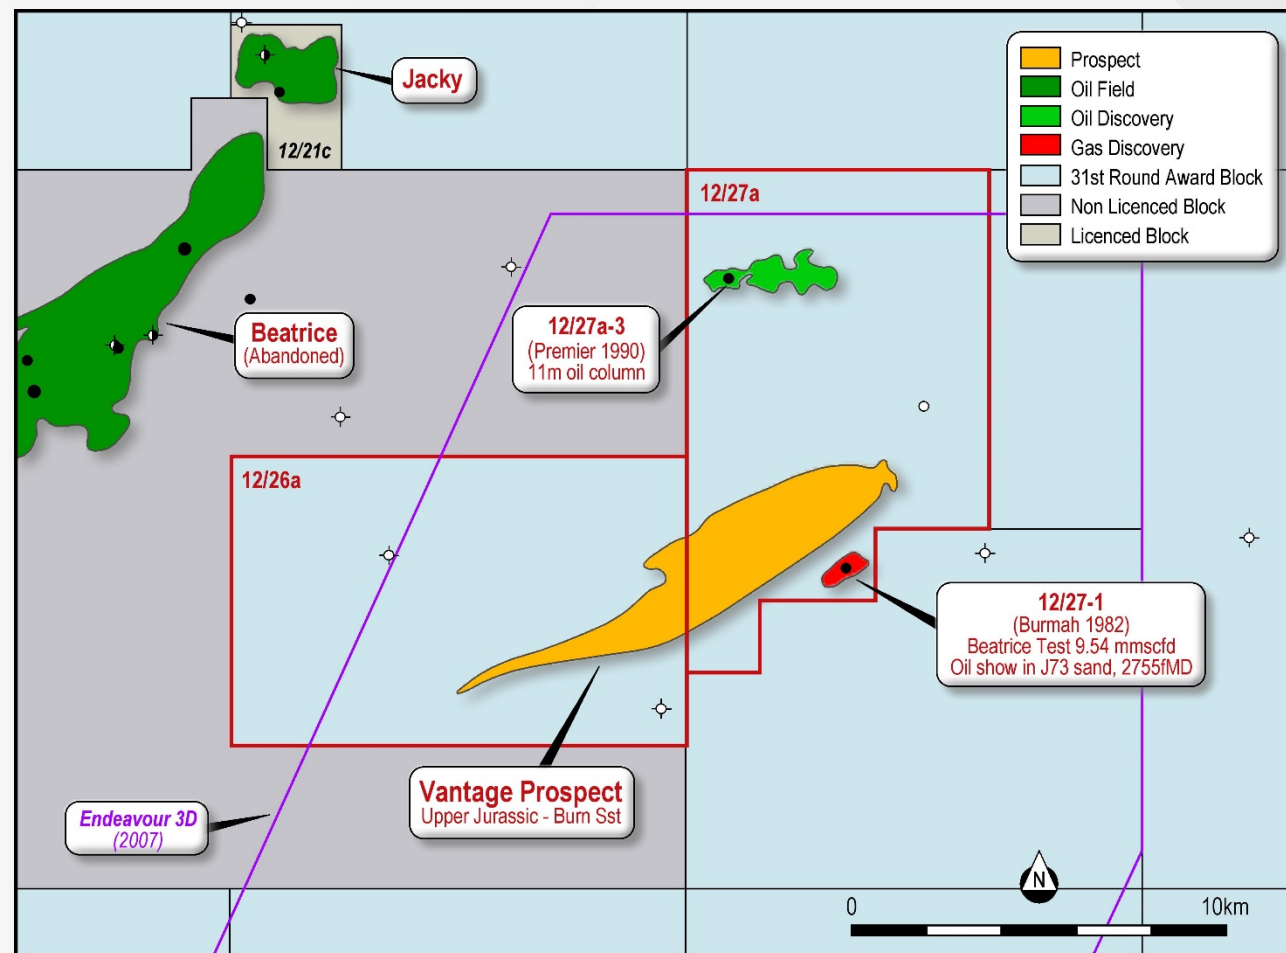 Jacky
12/21c
Prospect
Oil Field
Oil Discovery
Gas Discovery
31st Round Award Block
Non Licenced Block
Licenced Block
12/27a
Beatrice
(Abandoned)
12/27a-3
(Premier 1990)
11m oil column
12/26a
12/27-1
(Burmah 1982)
Beatrice Test 9.54 mmscfd
Oil show in J73 sand, 2755fMD
Vantage Prospect
Upper Jurassic - Burn Sst
Endeavour 3D
(2007)
N
0
10km